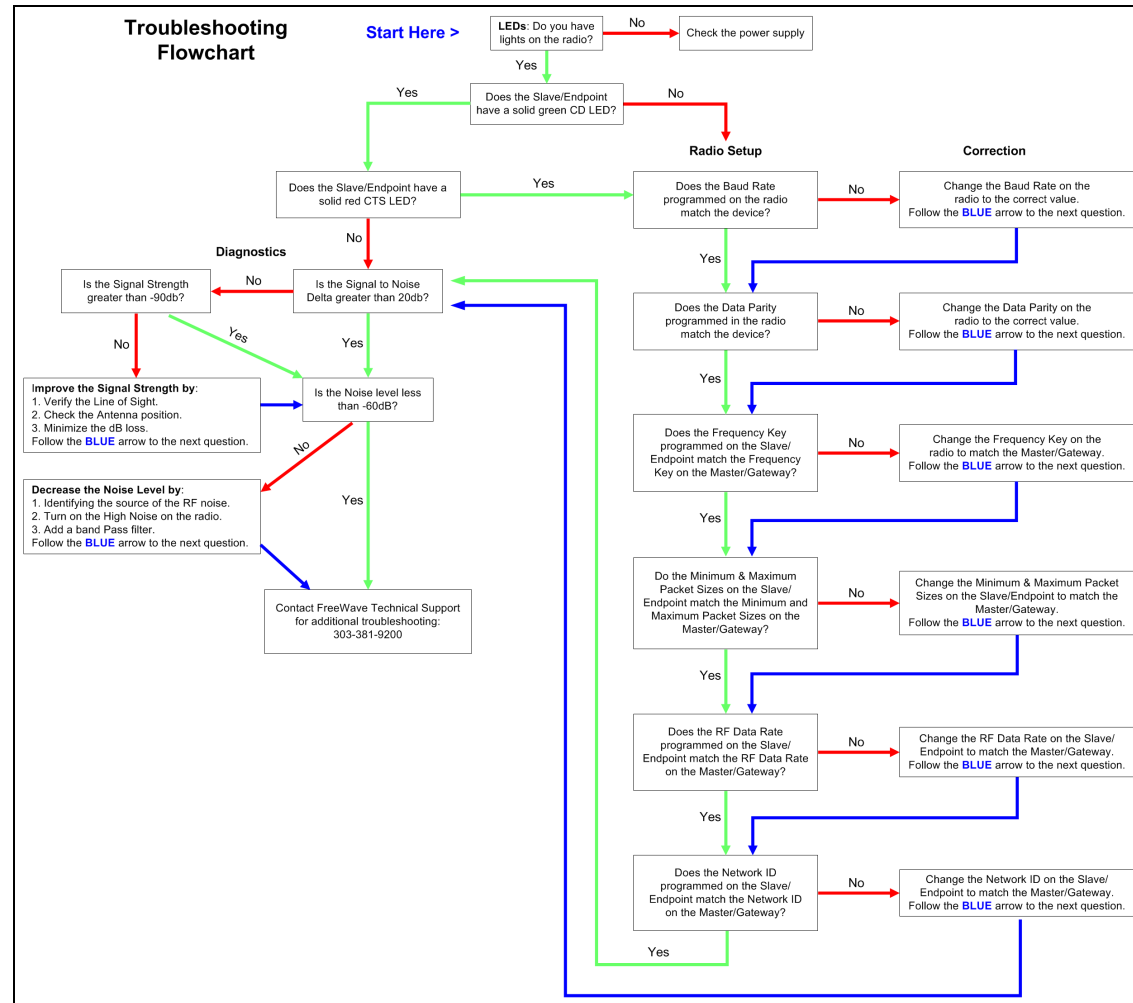 Troubleshooting
Flowchart
Start Here >
LEDs: Do you have
lights on the radio?
No
Check the power supply
Yes
Does the Slave/Endpoint
have a solid green CD LED?
Yes
No
Radio Setup
Correction
Does the Slave/Endpoint have a
solid red CTS LED?
Yes
No
Does the Baud Rate
programmed on the radio
match the device?
No
Change the Baud Rate on the
radio to the correct value.
Follow the BLUE arrow to the next question.
Yes
Diagnostics
Is the Signal to Noise
Delta greater than 20db?
No
Is the Signal Strength
greater than -90db?
Yes
No
Yes
Does the Data Parity
programmed in the radio
match the device?
No
Change the Data Parity on the
radio to the correct value.
Follow the BLUE arrow to the next question.
Yes
Improve the Signal Strength by:
1. Verify the Line of Sight.
2. Check the Antenna position.
3. Minimize the dB loss.
Follow the BLUE arrow to the next question.
Is the Noise level less
than -60dB?
No
Yes
Does the Frequency Key
programmed on the Slave/
Endpoint match the Frequency
Key on the Master/Gateway?
No
Change the Frequency Key on the
radio to match the Master/Gateway.
Follow the BLUE arrow to the next question.
Yes
Decrease the Noise Level by:
1. Identifying the source of the RF noise.
2. Turn on the High Noise on the radio.
3. Add a band Pass filter.
Follow the BLUE arrow to the next question.
Contact FreeWave Technical Support
for additional troubleshooting:
303-381-9200
Do the Minimum & Maximum
Packet Sizes on the Slave/
Endpoint match the Minimum and
Maximum Packet Sizes on the
Master/Gateway?
No
Change the Minimum & Maximum Packet
Sizes on the Slave/Endpoint to match the
Master/Gateway.
Follow the BLUE arrow to the next question.
Yes
Does the RF Data Rate
programmed on the Slave/
Endpoint match the RF Data Rate
on the Master/Gateway?
No
Change the RF Data Rate on the Slave/
Endpoint to match the Master/Gateway.
Follow the BLUE arrow to the next question.
Yes
Does the Network ID
programmed on the Slave/
Endpoint match the Network ID
on the Master/Gateway?
No
Change the Network ID on the Slave/
Endpoint to match the Master/Gateway.
Follow the BLUE arrow to the next question.
Yes